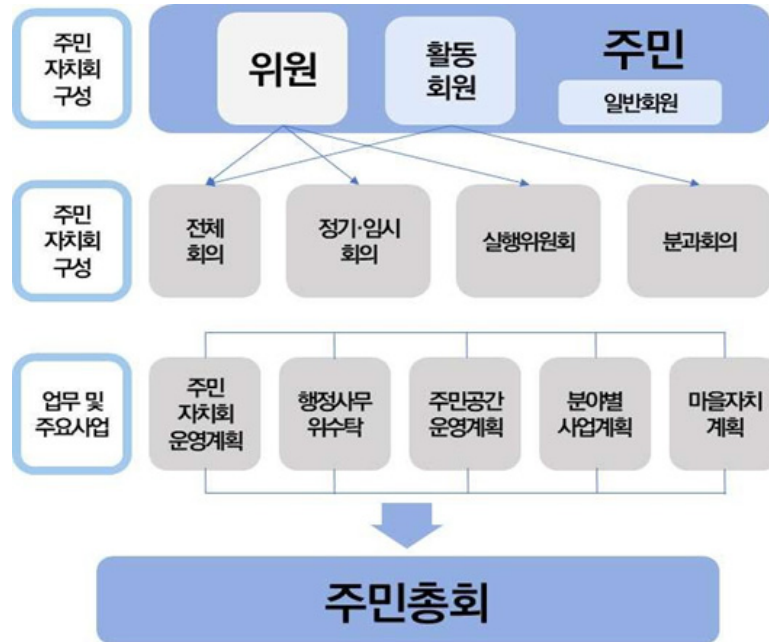 주민
자치회
구성
위원
활동
회원
주민
일반회원
주민
자치회
구성
전체
회의
정기·임시
회의
실행위원회
분과회의
업무 및
주요사업
주민
자치회
운영계획
행정사무
위수탁
주민공간
운영계획
분야별
사업계획
마을자치
계획
주민총회